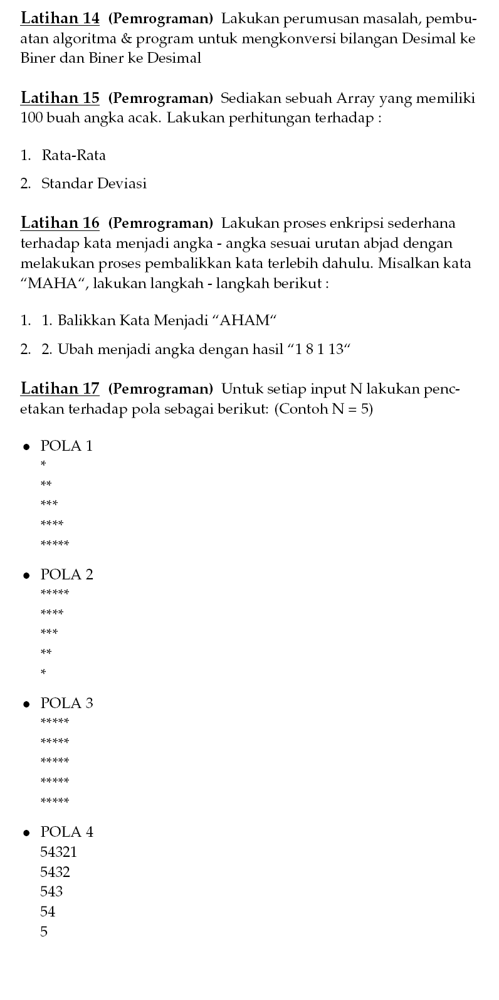 Latihan 14 (Pemrograman) Lakukan perumusan masalah, pembu-
atan algoritma & program untuk mengkonversi bilangan Desimal ke
Biner dan Biner ke Desimal
Latihan 15 (Pemrograman) Sediakan sebuah Array yang memiliki
100 buah angka acak. Lakukan perhitungan terhadap :
1. Rata-Rata
2. Standar Deviasi
Latihan 16 (Pemrograman) Lakukan proses enkripsi sederhana
terhadap kata menjadi angka - angka sesuai urutan abjad dengan
melakukan proses pembalikkan kata terlebih dahulu. Misalkan kata
“MAHA“, lakukan langkah - langkah berikut :
1. 1. Balikkan Kata Menjadi “AHAM“
2. 2. Ubah menjadi angka dengan hasil “1 8 1 13“
Latihan 17 (Pemrograman) Untuk setiap input N lakukan penc-
etakan terhadap pola sebagai berikut: (Contoh N = 5)
● POLA 1
*
**
***
****
*****
● POLA 2
*****
****
***
**
*
● POLA 3
*****
*****
*****
*****
*****
● POLA 4
54321
5432
543
54
5